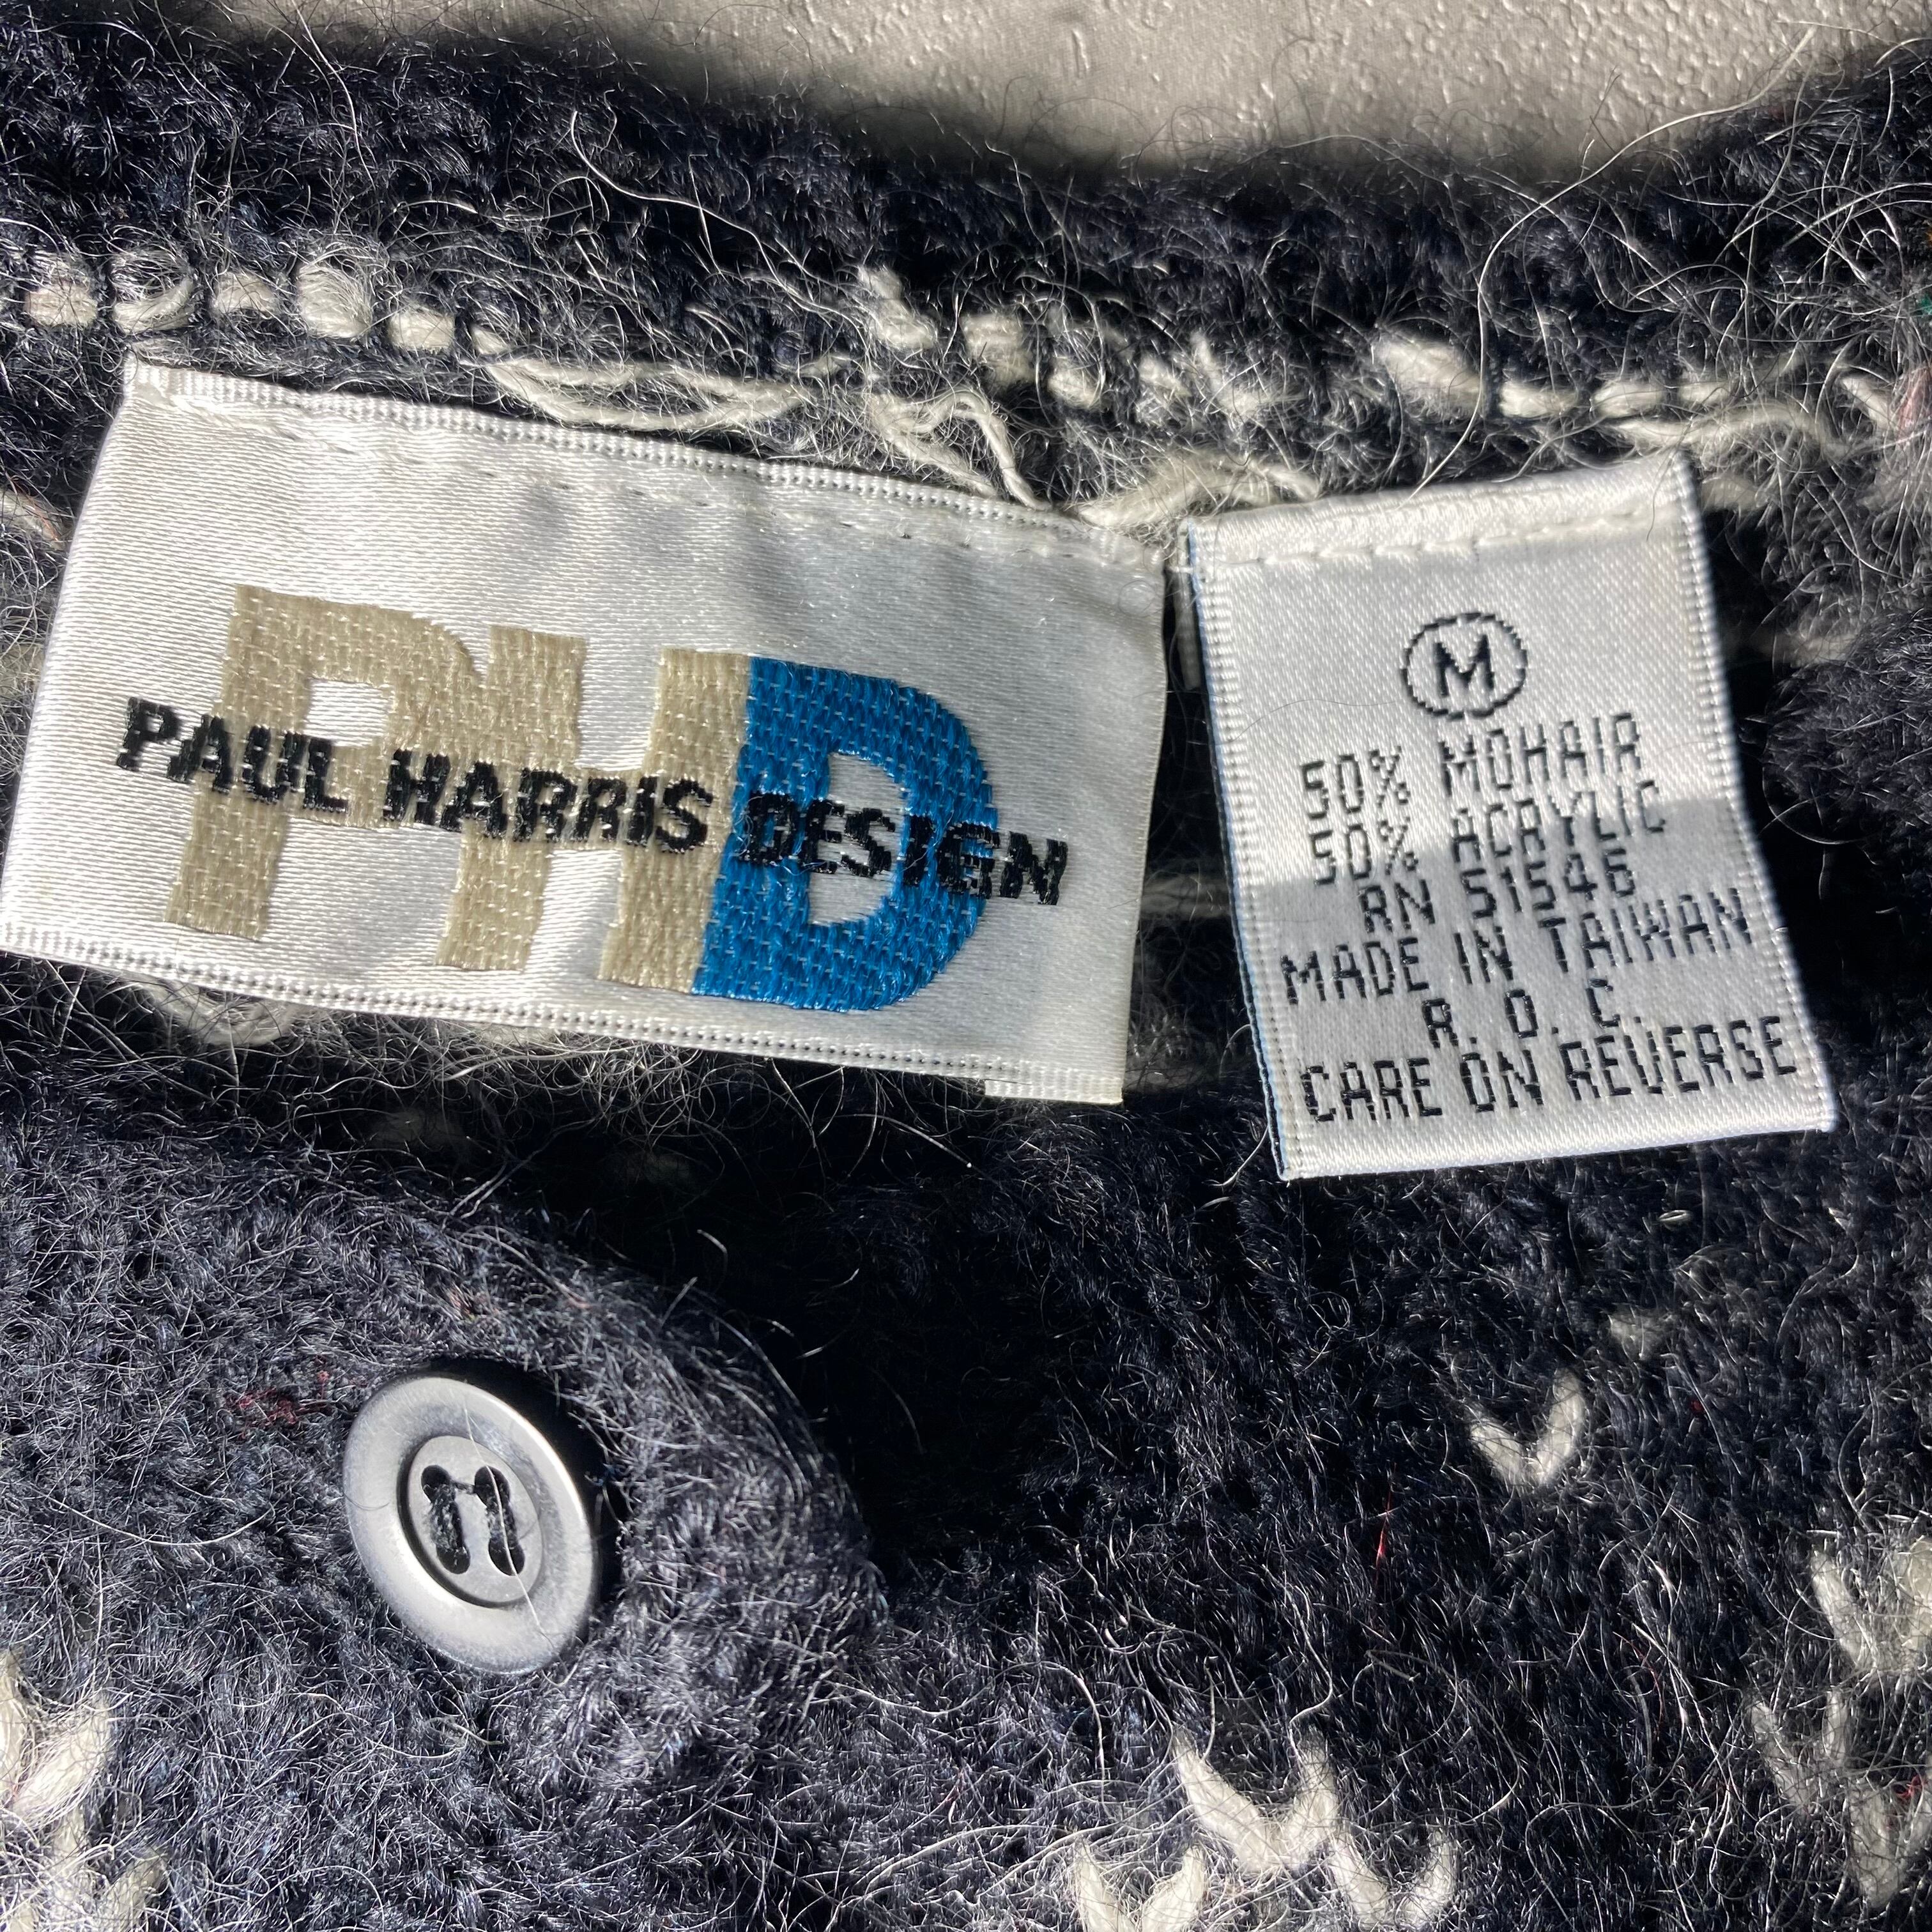 PHD
PAUL HARRIS DESIGN
M
50% MOHAIR
50% ACRYLIC
RN 51546
MADE IN TAIWAN
R. O. C.
CARE ON REVERSE